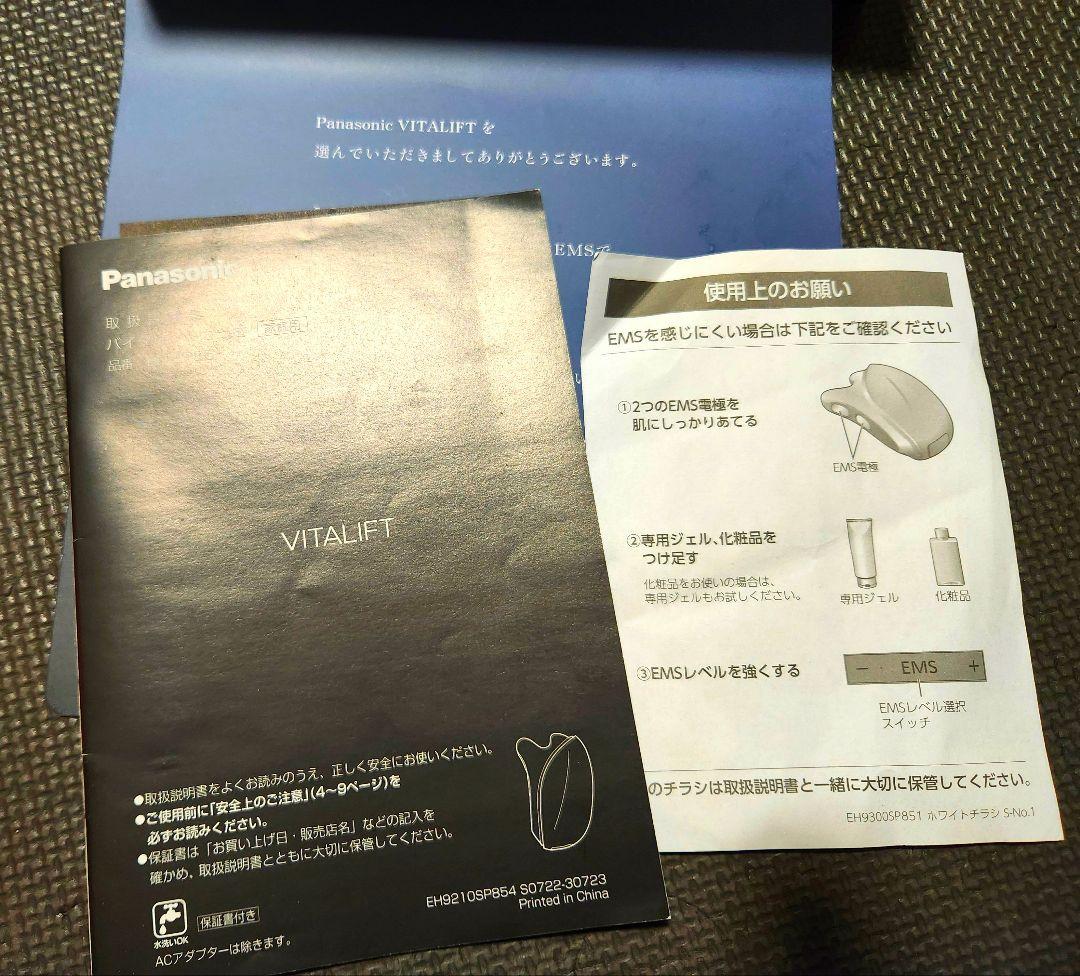 Panasonic VITALIFT を
選んでいただきましてありがとうございます。
EMSで
Panasonic
取扱
バイ
品番
VITALIFT
●取扱説明書をよくお読みのうえ、正しく安全にお使いください。
●ご使用前に「安全上のご注意」(4~9ページ)を
必ずお読みください。
●保証書は「お買い上げ日・販売店名」などの記入を
確かめ、取扱説明書とともに大切に保管してください。
EH9210SP854 S0722-30723
Printed in China
水洗いOK
保証書付き
ACアダプターは除きます。
使用上のお願い
EMSを感じにくい場合は下記をご確認ください
①2つのEMS電極を
肌にしっかりあてる
EMS電極
②専用ジェル、化粧品を
つけ足す
化粧品をお使いの場合は、
専用ジェルもお試しください。
専用ジェル
化粧品
③EMSレベルを強くする
− · EMS +
EMSレベル選択
スイッチ
のチラシは取扱説明書と一緒に大切に保管してください。
EH9300SP851 ホワイトチラシ S-No.1